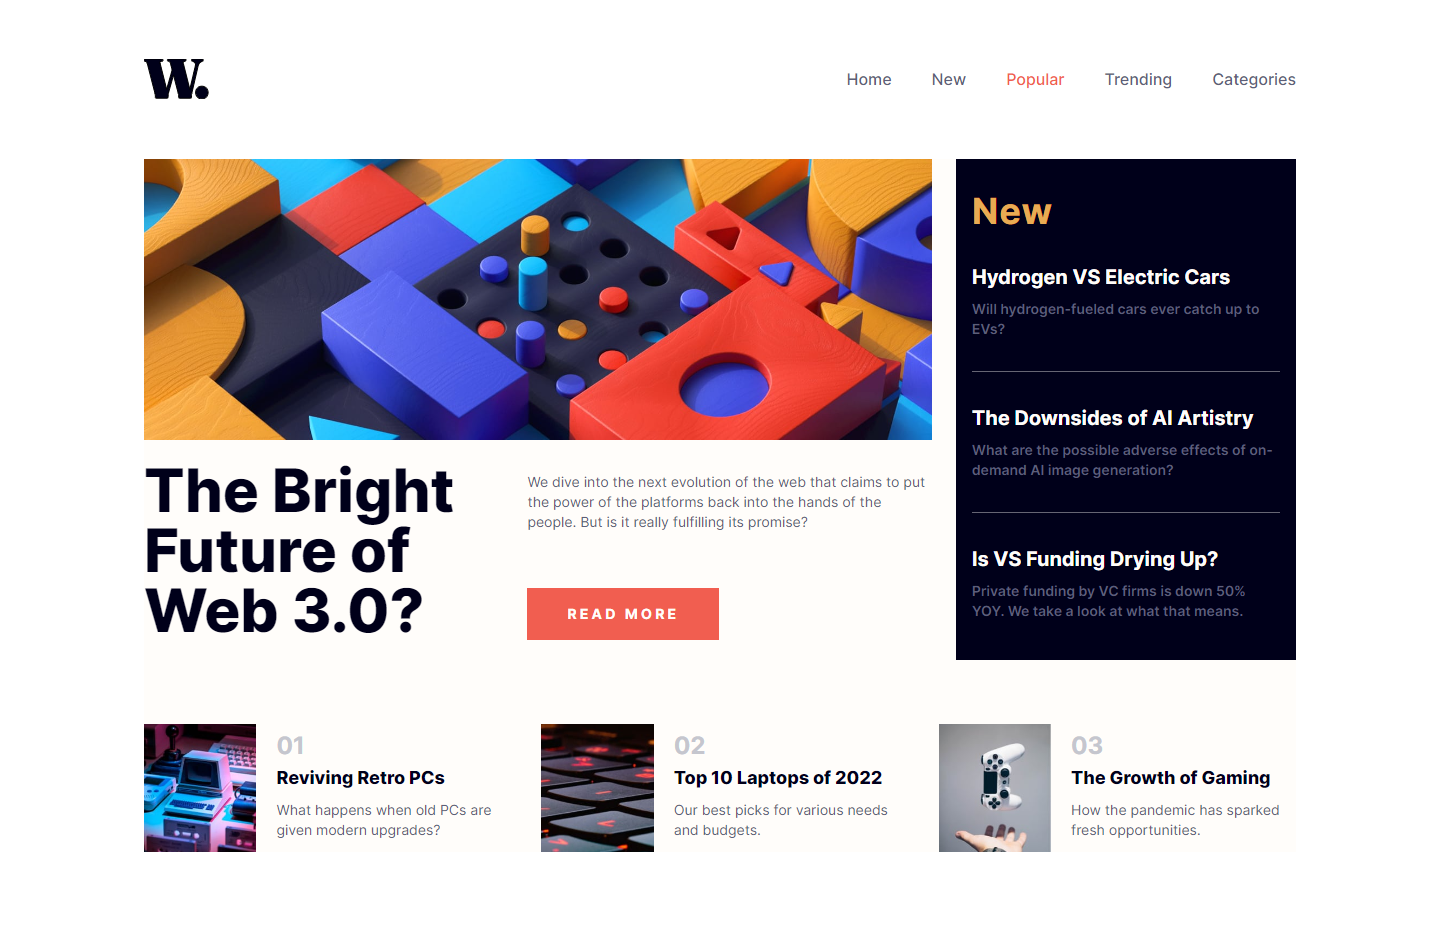 W.
Home New Popular Trending Categories
The Bright
Future of
Web 3.0?
We dive into the next evolution of the web that claims to put
the power of the platforms back into the hands of the
people. But is it really fulfilling its promise?
READ MORE
New
Hydrogen VS Electric Cars
Will hydrogen-fueled cars ever catch up to
EVs?
The Downsides of AI Artistry
What are the possible adverse effects of on-
demand AI image generation?
Is VS Funding Drying Up?
Private funding by VC firms is down 50%
YOY. We take a look at what that means.
01
Reviving Retro PCs
What happens when old PCs are
given modern upgrades?
02
Top 10 Laptops of 2022
Our best picks for various needs
and budgets.
03
The Growth of Gaming
How the pandemic has sparked
fresh opportunities.